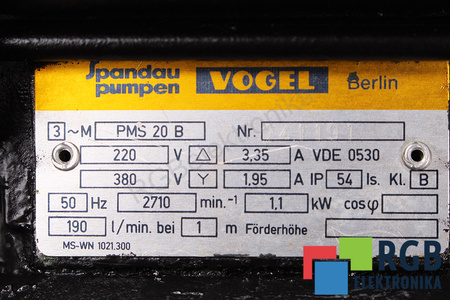 Spandau
pumpen VOGEL Berlin
3 ~M PMS 20 B Nr.
220 V △ 3,35 A VDE 0530
380 V Y 1,95 A IP 54 Is. Kl. B
50 Hz 2710 min.-¹ 1,1 kW cosφ
190 l/min. bei 1 m Förderhöhe
MS-WN 1021.300
RGB
ELEKTRONIKA